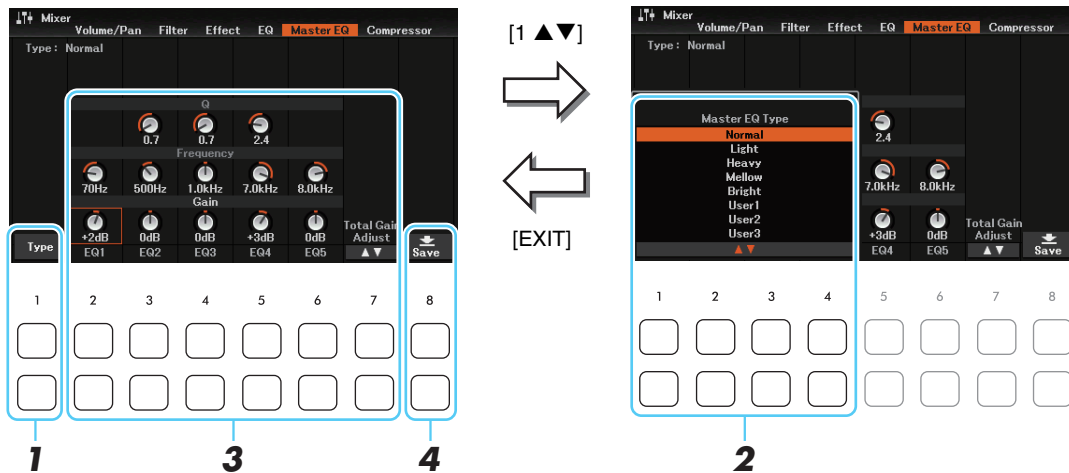 Mixer
Volume/Pan Filter Effect EQ Master EQ Compressor
Type: Normal
Q
0.7 0.7 2.4
Frequency
70Hz 500Hz 1.0kHz 7.0kHz 8.0kHz
Gain
+2dB 0dB 0dB +3dB 0dB
Total Gain
Adjust
Type EQ1 EQ2 EQ3 EQ4 EQ5 ▲▼ Save
1 2 3 4 5 6 7 8
1 3 4
[1 ▲▼]
[EXIT]
Mixer
Volume/Pan Filter Effect EQ Master EQ Compressor
Type: Normal
Master EQ Type
Normal
Light
Heavy
Mellow
Bright
User1
User2
User3
▲▼
2.4
7.0kHz 8.0kHz
+3dB 0dB
Total Gain
Adjust
EQ4 EQ5 ▲▼ Save
1 2 3 4 5 6 7 8
2